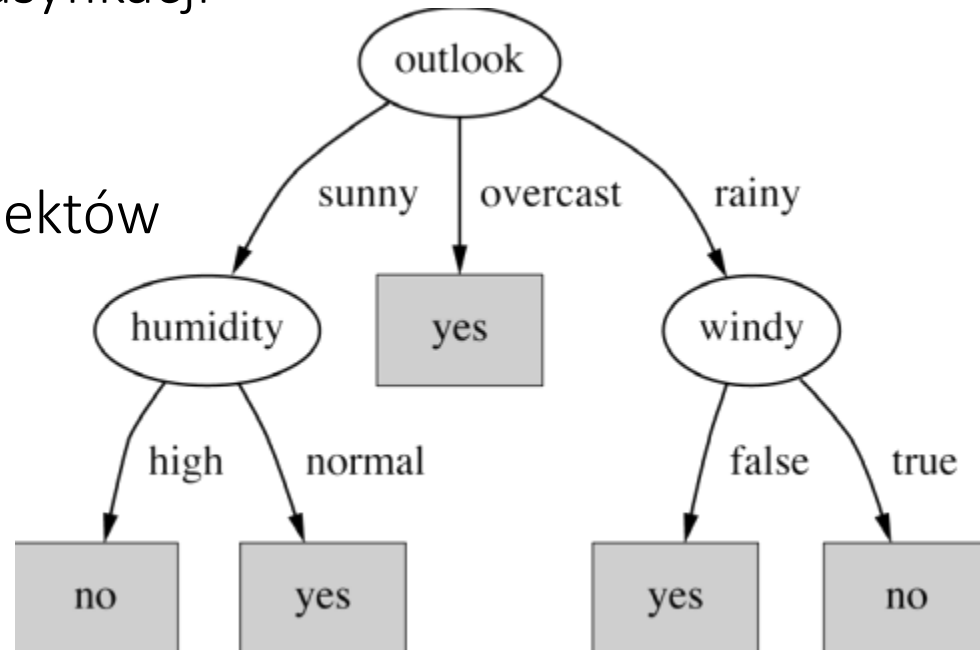 outlook
sunny overcast rainy
ektów
humidity yes windy
high normal false true
no yes yes no